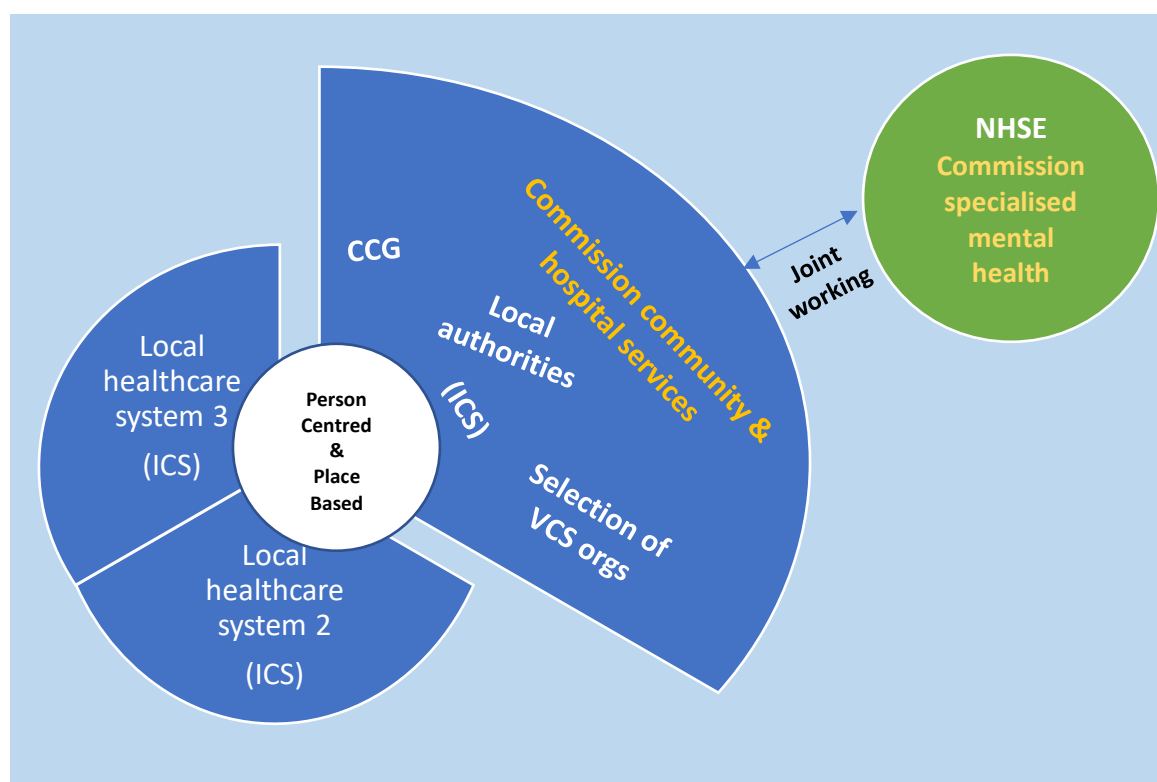 NHSE
Commission
specialised
mental
health
Joint
working
Commission community &
hospital services
CCG
Local
authorities
(ICS)
Selection of
VCS orgs
Local
healthcare
system 3
(ICS)
Person
Centred
&
Place
Based
Local
healthcare
system 2
(ICS)